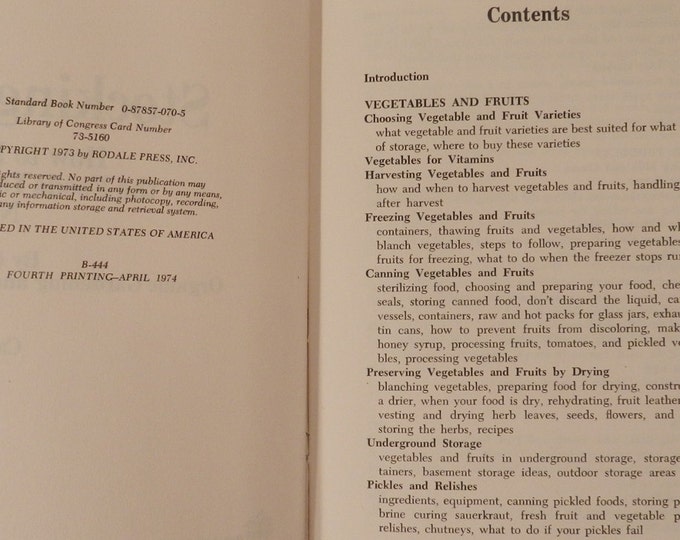 Standard Book Number 0-87857-070-5
Library of Congress Card Number
73-5160
OPYRIGHT 1973 by RODALE PRESS, INC.
ghts reserved. No part of this publication may
duced or transmitted in any form or by any means,
ic or mechanical, including photocopy, recording,
any information storage and retrieval system.
ED IN THE UNITED STATES OF AMERICA
B-444
FOURTH PRINTING—APRIL 1974
Contents
Introduction
VEGETABLES AND FRUITS
Choosing Vegetable and Fruit Varieties
what vegetable and fruit varieties are best suited for what
of storage, where to buy these varieties
Vegetables for Vitamins
Harvesting Vegetables and Fruits
how and when to harvest vegetables and fruits, handling
after harvest
Freezing Vegetables and Fruits
containers, thawing fruits and vegetables, how and wh
blanch vegetables, steps to follow, preparing vegetables
fruits for freezing, what to do when the freezer stops run
Canning Vegetables and Fruits
sterilizing food, choosing and preparing your food, che
seals, storing canned food, don't discard the liquid, ca
vessels, containers, raw and hot packs for glass jars, exhau
tin cans, how to prevent fruits from discoloring, mak
honey syrup, processing fruits, tomatoes, and pickled ve
bles, processing vegetables
Preserving Vegetables and Fruits by Drying
blanching vegetables, preparing food for drying, constru
a drier, when your food is dry, rehydrating, fruit leather
vesting and drying herb leaves, seeds, flowers, and
storing the herbs, recipes
Underground Storage
vegetables and fruits in underground storage, storage
tainers, basement storage ideas, outdoor storage areas
Pickles and Relishes
ingredients, equipment, canning pickled foods, storing p
brine curing sauerkraut, fresh fruit and vegetable p
relishes, chutneys, what to do if your pickles fail